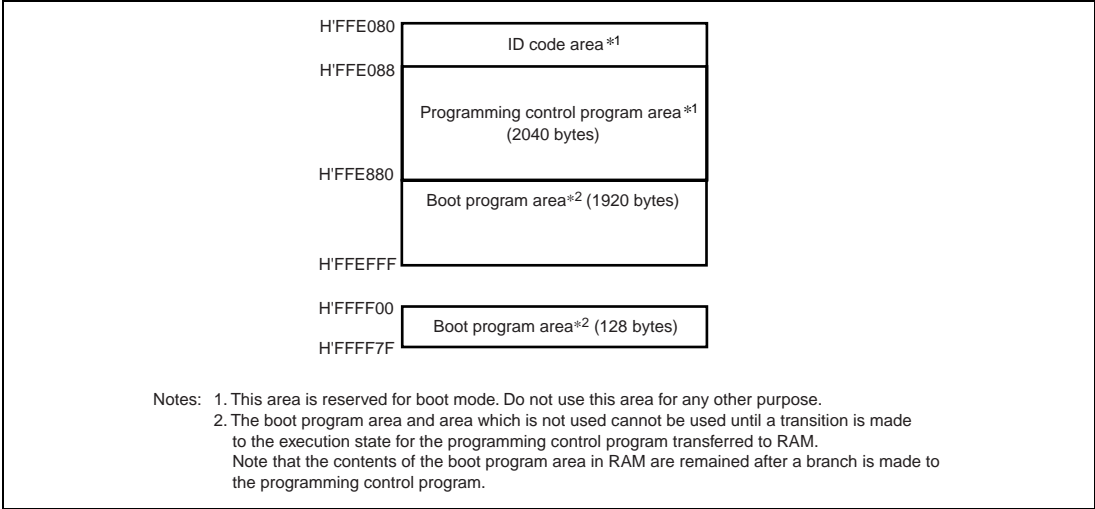 H'FFE080
ID code area*1
H'FFE088
Programming control program area*1
(2040 bytes)
H'FFE880
Boot program area*2 (1920 bytes)
H'FFEFFF
H'FFFF00
Boot program area*2 (128 bytes)
H'FFFF7F
Notes: 1. This area is reserved for boot mode. Do not use this area for any other purpose.
2. The boot program area and area which is not used cannot be used until a transition is made
to the execution state for the programming control program transferred to RAM.
Note that the contents of the boot program area in RAM are remained after a branch is made to
the programming control program.